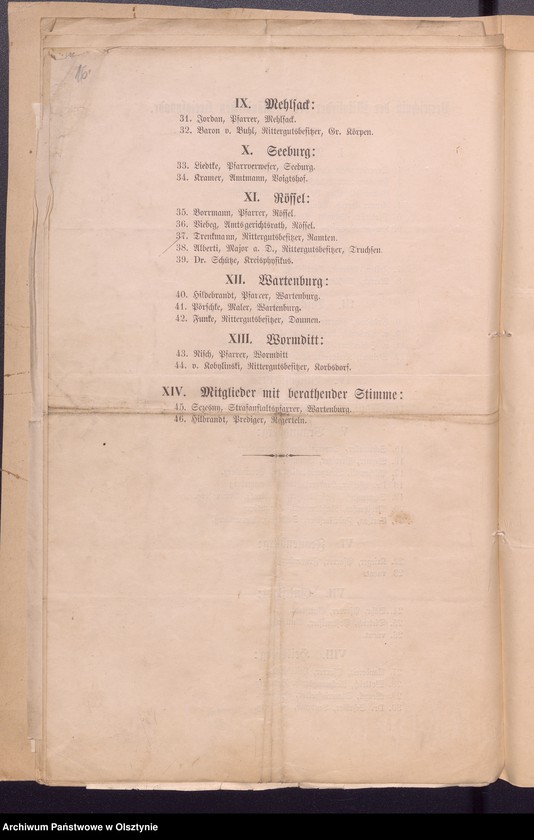 16
IX. Mehlsack:
31. Jordan, Pfarrer, Mehlsack.
32. Baron v. Buhl, Rittergutsbesitzer, Gr. Körpen.
X. Seeburg:
33. Liedtke, Pfarrverweser, Seeburg.
34. Kramer, Amtmann, Voigtshof.
XI. Rössel:
35. Borrmann, Pfarrer, Rössel.
36. Vieberg, Amtsgerichtsrath, Rössel.
37. Trenkmann, Rittergutsbesitzer, Ramten.
38. Alberti, Major a. D., Rittergutsbesitzer, Truchsen.
39. Dr. Schütze, Kreisphysikus.
XII. Wartenburg:
40. Hildebrandt, Pfarrer, Wartenburg.
41. Pörschke, Maler, Wartenburg.
42. Funke, Rittergutsbesitzer, Daumen.
XIII. Wormditt:
43. Risch, Pfarrer, Wormditt
44. v. Kobylinski, Rittergutsbesitzer, Korbsdorf.
XIV. Mitglieder mit berathender Stimme:
45. Strafanstaltspfarrer, Wartenburg.
46. Hilbrandt, Prediger, Regerteln.
Archiwum Państwowe w Olsztynie